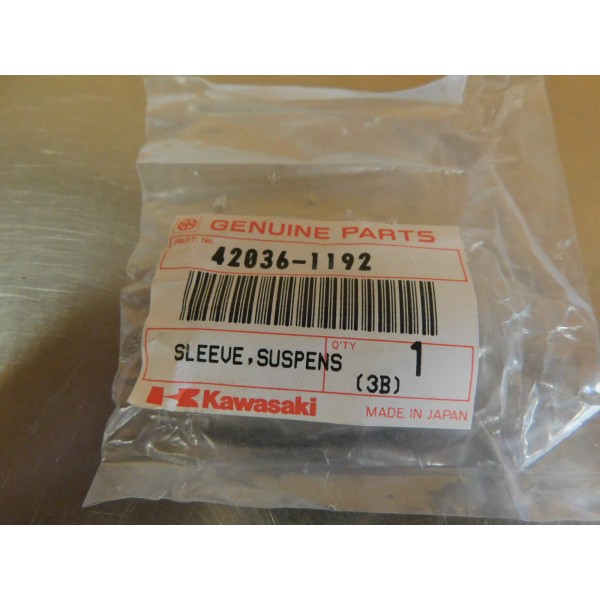 GENUINE PARTS
PART No.
42036-1192
SLEEVE,SUSPENS
Q'TY
1
(3B)
Kawasaki
MADE IN JAPAN